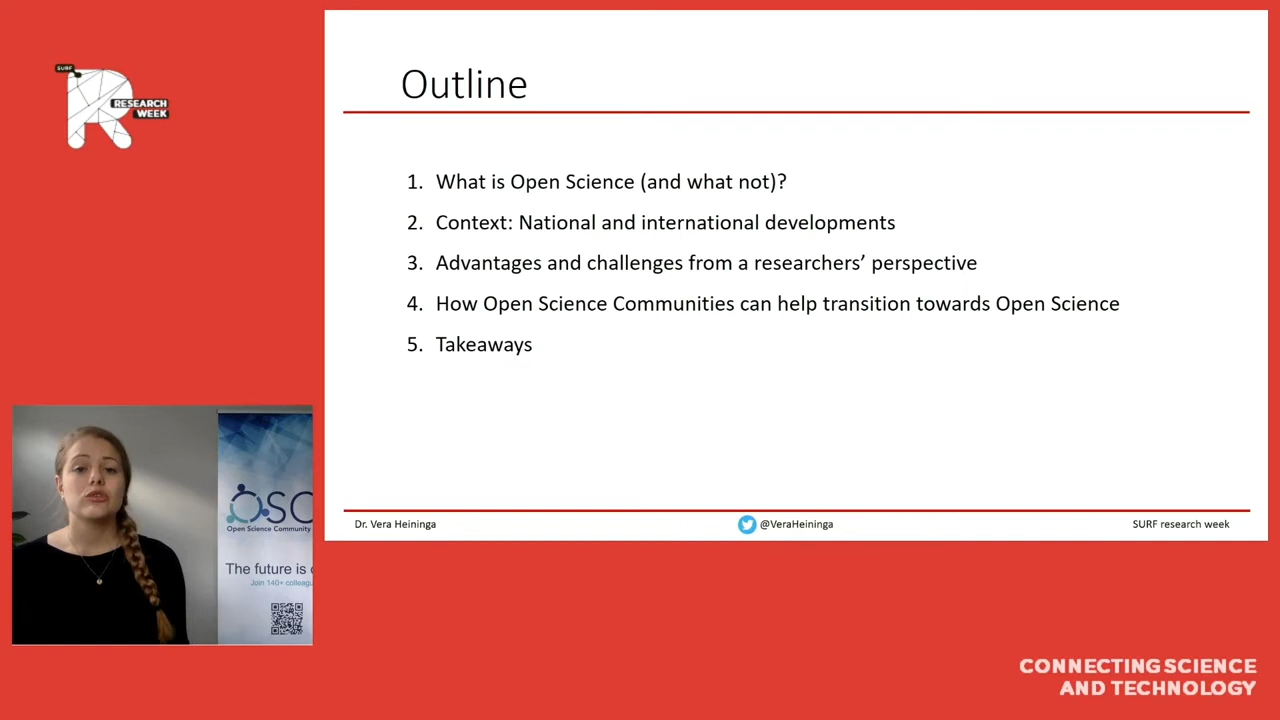 SURF
RESEARCH
WEEK
Outline
1. What is Open Science (and what not)?
2. Context: National and international developments
3. Advantages and challenges from a researchers’ perspective
4. How Open Science Communities can help transition towards Open Science
5. Takeaways
Dr. Vera Heininga
@VeraHeininga
SURF research week
OSC
Open Science Community
The future is
Join 140+
CONNECTING SCIENCE
AND TECHNOLOGY